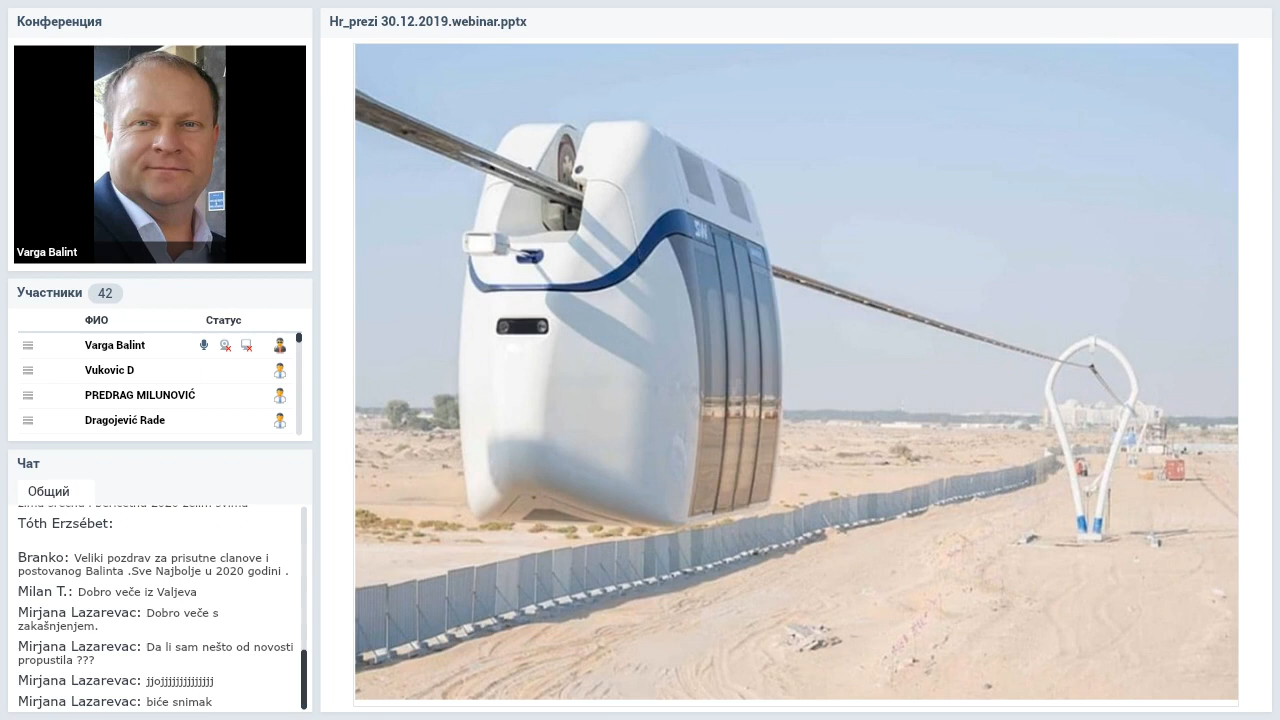 Конференция
Varga Balint
Участники 42
ФИО Статус
Varga Balint
Vukovic D
PREDRAG MILUNOVIĆ
Dragojević Rade
Чат
Общий
Tóth Erzsébet:
Branko: Veliki pozdrav za prisutne clanove i
postovanog Balinta .Sve Najbolje u 2020 godini .
Milan T.: Dobro veče iz Valjeva
Mirjana Lazarevac: Dobro veče s
zakašnjenjem.
Mirjana Lazarevac: Da li sam nešto od novosti
propustila ???
Mirjana Lazarevac: jjojjjjjjjjjjjjjjj
Mirjana Lazarevac: biće snimak
Hr_prezi 30.12.2019.webinar.pptx